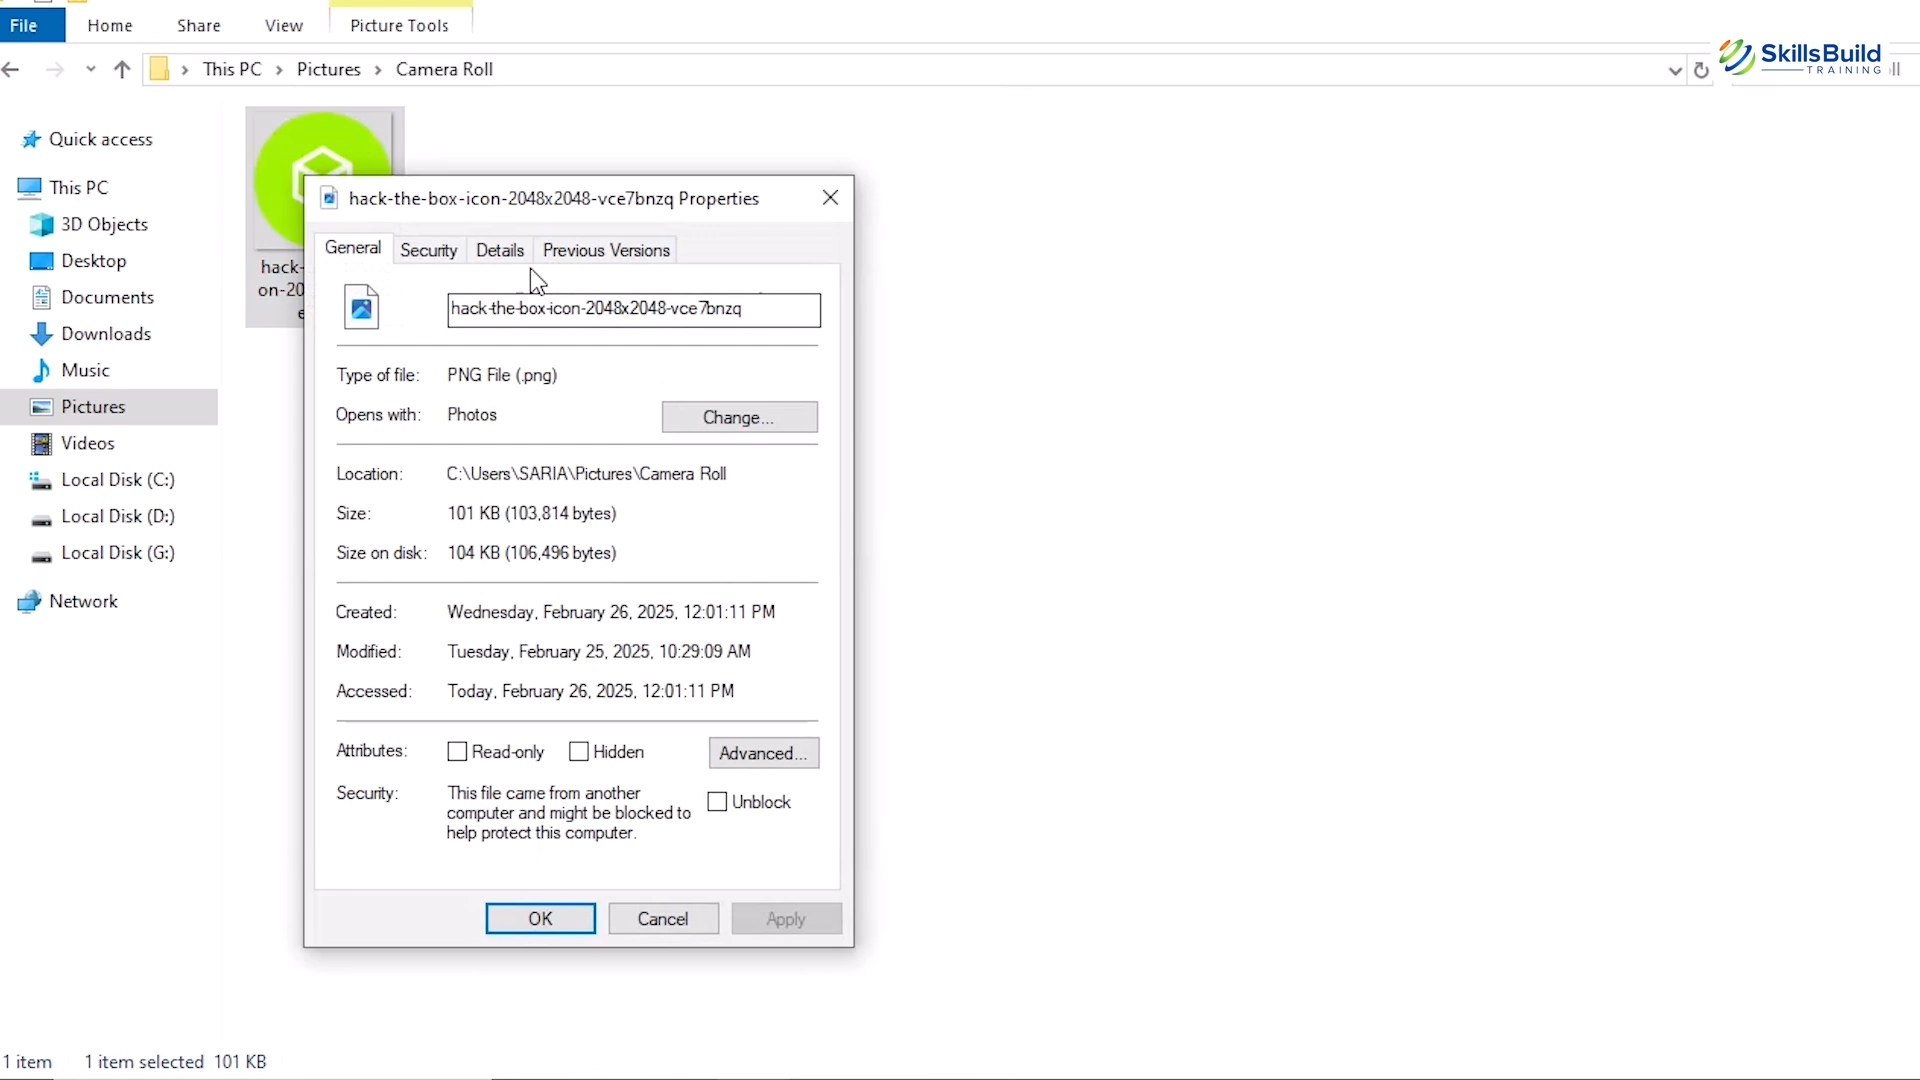 File Home Share View Picture Tools
This PC Pictures Camera Roll
SkillsBuild
TRAINING
Quick access
This PC
3D Objects
Desktop
Documents
Downloads
Music
Pictures
Videos
Local Disk (C:)
Local Disk (D:)
Local Disk (G:)
Network
hack-
on-20
e
hack-the-box-icon-2048x2048-vce7bnzq Properties
General Security Details Previous Versions
hack-the-box-icon-2048x2048-vce7bnzq
Type of file: PNG File (.png)
Opens with: Photos Change...
Location: C:\Users\SARIA\Pictures\Camera Roll
Size: 101 KB (103,814 bytes)
Size on disk: 104 KB (106,496 bytes)
Created: Wednesday, February 26, 2025, 12:01:11 PM
Modified: Tuesday, February 25, 2025, 10:29:09 AM
Accessed: Today, February 26, 2025, 12:01:11 PM
Attributes: Read-only Hidden Advanced...
Security: This file came from another
computer and might be blocked to
help protect this computer.
Unblock
OK Cancel Apply
1 item 1 item selected 101 KB